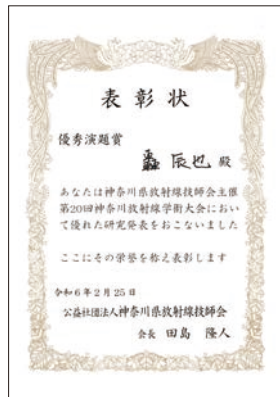 表彰状
優秀演題賞
轟 辰也 殿
あなたは神奈川県放射線技師会主催
第20回神奈川放射線学術大会におい
て優れた研究発表をおこないました
ここにその栄誉を称え表彰します
令和6年2月25日
公益社団法人神奈川県放射線技師会
会長 田島 隆人